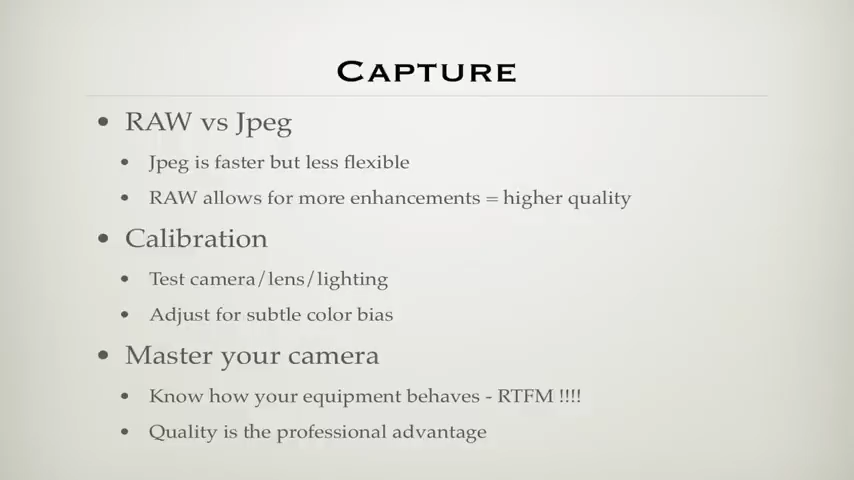 CAPTURE
• RAW vs Jpeg
• Jpeg is faster but less flexible
• RAW allows for more enhancements = higher quality
• Calibration
• Test camera/lens/lighting
• Adjust for subtle color bias
• Master your camera
• Know how your equipment behaves - RTFM !!!!
• Quality is the professional advantage